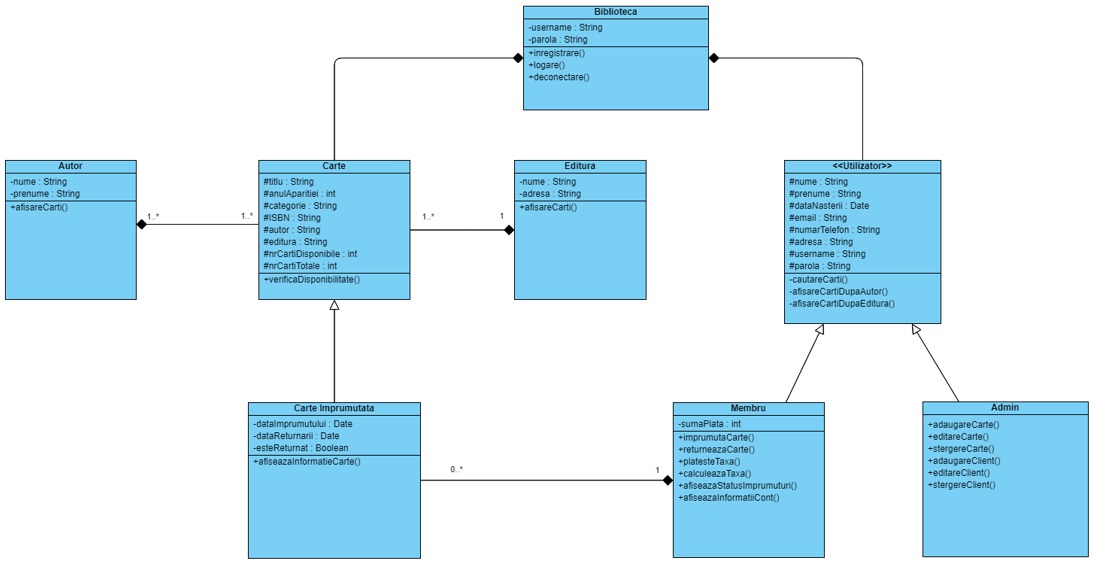 Biblioteca
-username : String
-parola : String
+inregistrare()
+logare()
+deconectare()
Autor
-nume : String
-prenume : String
+afisareCarti()
1..*
1..*
Carte
#titlu : String
#anulAparitiei : int
#categorie : String
#ISBN : String
#autor : String
#editura : String
#nrCartiDisponibile : int
#nrCartiTotale : int
+verificaDisponibilitate()
1..*
1
Editura
-nume : String
-adresa : String
+afisareCarti()
<<Utilizator>>
#nume : String
#prenume : String
#dataNasterii : Date
#email : String
#numarTelefon : String
#adresa : String
#username : String
#parola : String
-cautareCarti()
-afisareCartiDupaAutor()
-afisareCartiDupaEditura()
Carte Imprumutata
-dataImprumutului : Date
-dataReturnarii : Date
-esteReturnat : Boolean
+afiseazaInformatieCarte()
0..*
1
Membru
-sumaPlata : int
+imprumutaCarte()
+returneazaCarte()
+platesteTaxa()
+calculeazaTaxa()
+afiseazaStatusImprumuturi()
+afiseazaInformatiiCont()
Admin
+adaugareCarte()
+editareCarte()
+stergereCarte()
+adaugareClient()
+editareClient()
+stergereClient()